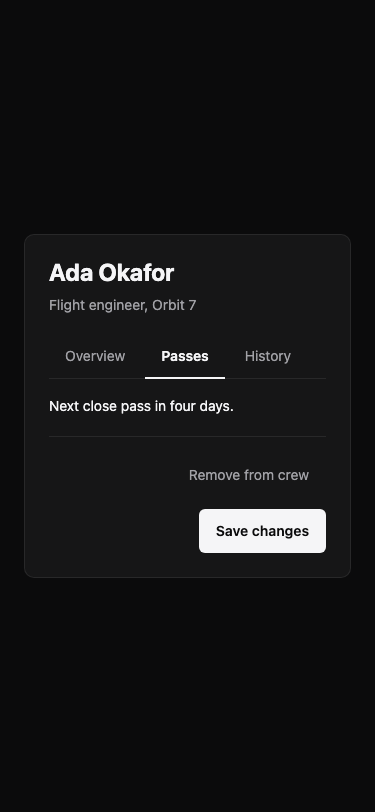 Ada Okafor
Flight engineer, Orbit 7
Overview Passes History
Next close pass in four days.
Remove from crew
Save changes